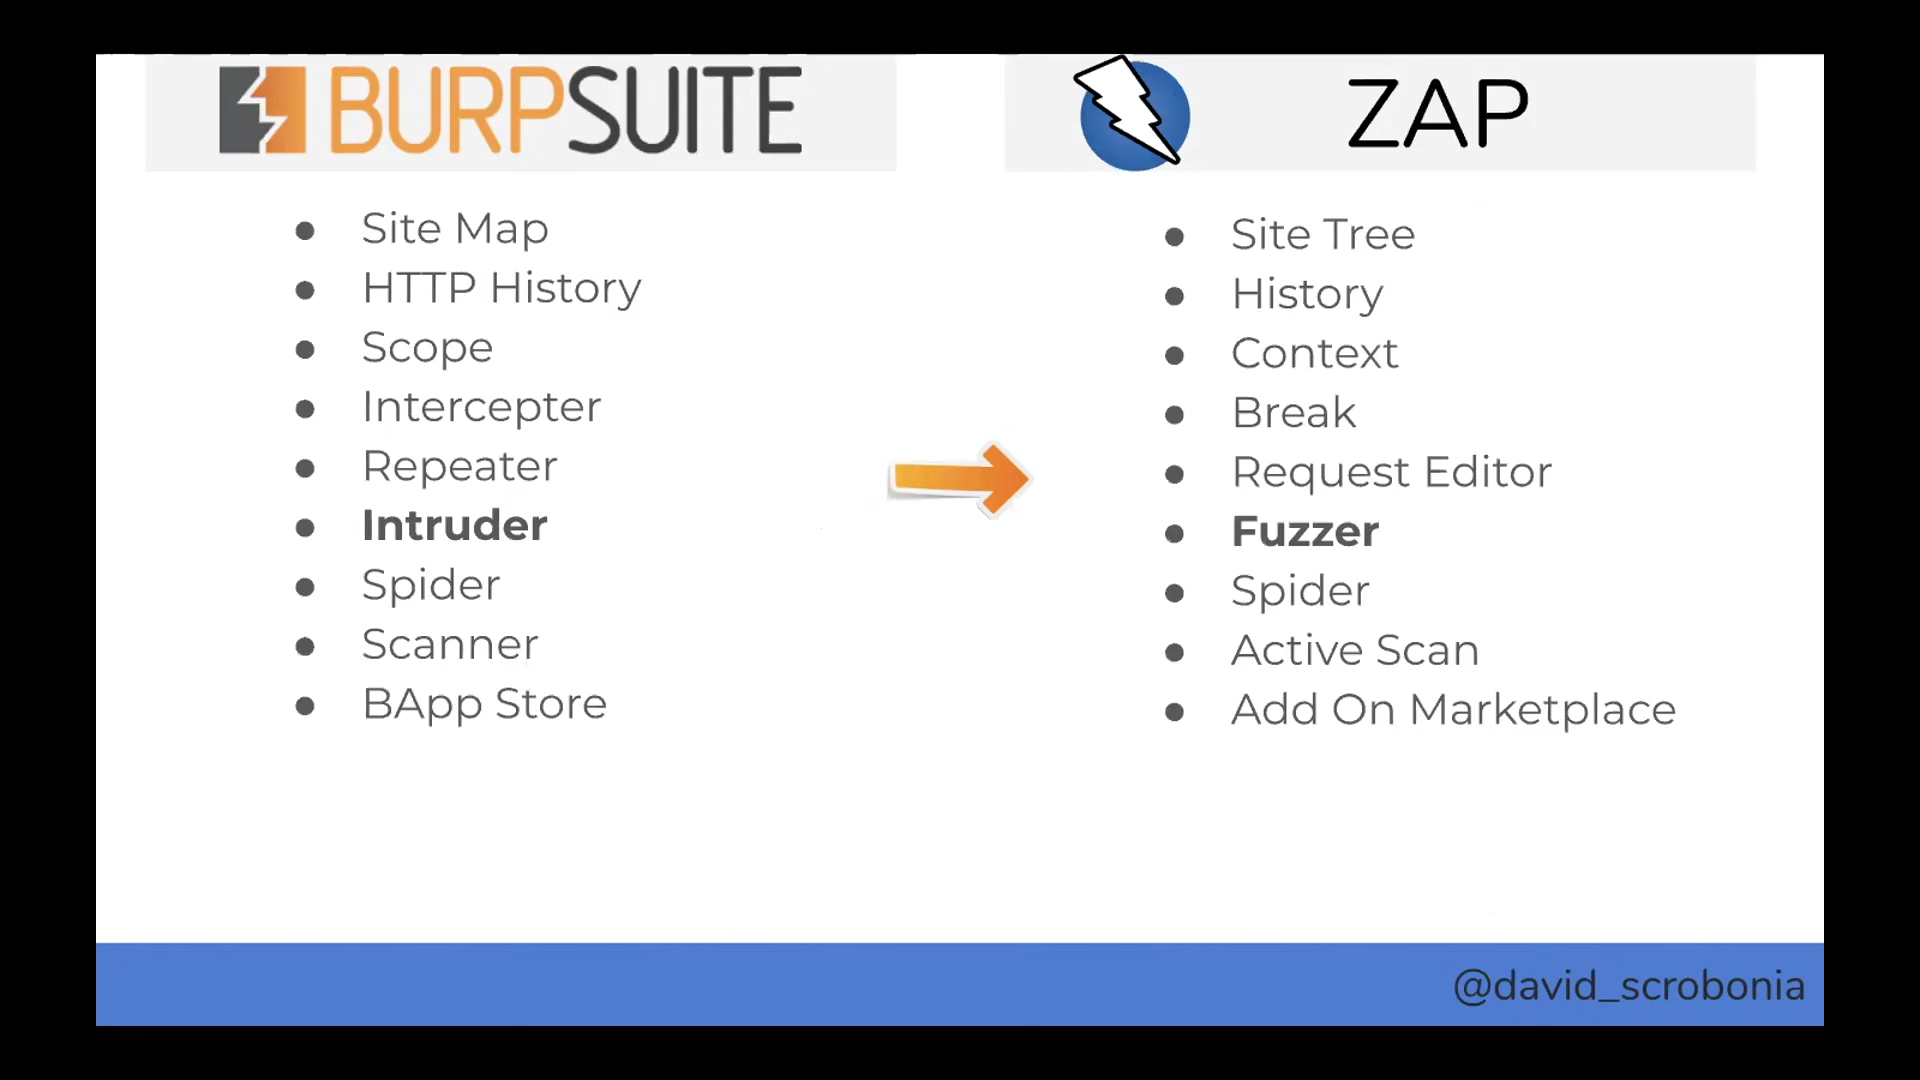 BURPSUITE
Site Map
HTTP History
Scope
Intercepter
Repeater
Intruder
Spider
Scanner
BApp Store
ZAP
Site Tree
History
Context
Break
Request Editor
Fuzzer
Spider
Active Scan
Add On Marketplace
@david_scrobonia